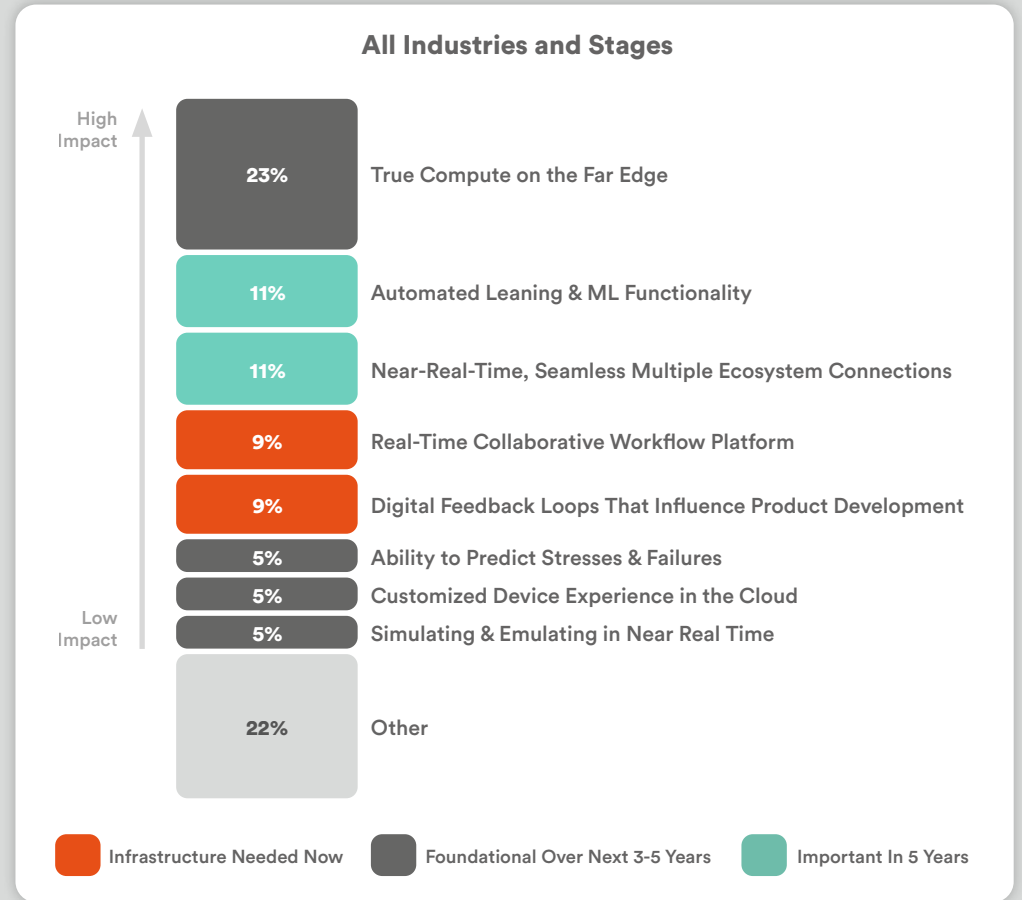 All Industries and Stages
High
Impact
23%
True Compute on the Far Edge
11%
Automated Leaning & ML Functionality
11%
Near-Real-Time, Seamless Multiple Ecosystem Connections
9%
Real-Time Collaborative Workflow Platform
9%
Digital Feedback Loops That Influence Product Development
5%
Ability to Predict Stresses & Failures
5%
Customized Device Experience in the Cloud
Low
Impact
5%
Simulating & Emulating in Near Real Time
22%
Other
Infrastructure Needed Now
Foundational Over Next 3-5 Years
Important In 5 Years